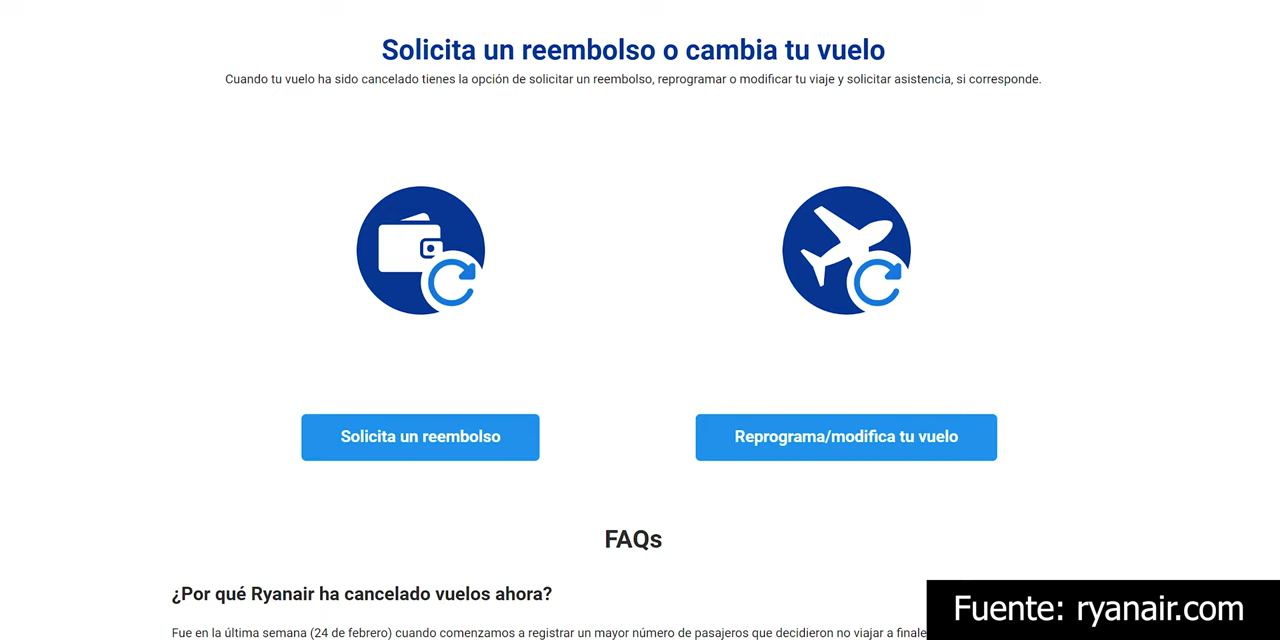 Solicita un reembolso o cambia tu vuelo
Cuando tu vuelo ha sido cancelado tienes la opción de solicitar un reembolso, reprogramar o modificar tu viaje y solicitar asistencia, si corresponde.
Solicita un reembolso
Reprograma/modifica tu vuelo
FAQs
¿Por qué Ryanair ha cancelado vuelos ahora?
Fue en la última semana (24 de febrero) cuando comenzamos a registrar un mayor número de pasajeros que decidieron no viajar a finale
Fuente: ryanair.com